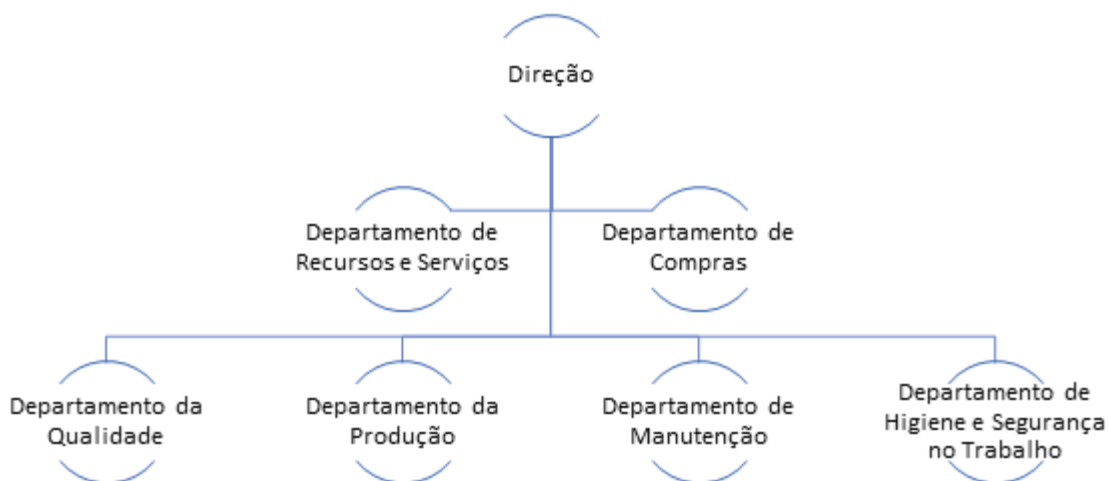 Direção
Departamento de
Recursos e Serviços
Departamento de
Compras
Departamento da
Qualidade
Departamento da
Produção
Departamento de
Manutenção
Departamento de
Higiene e Segurança
no Trabalho